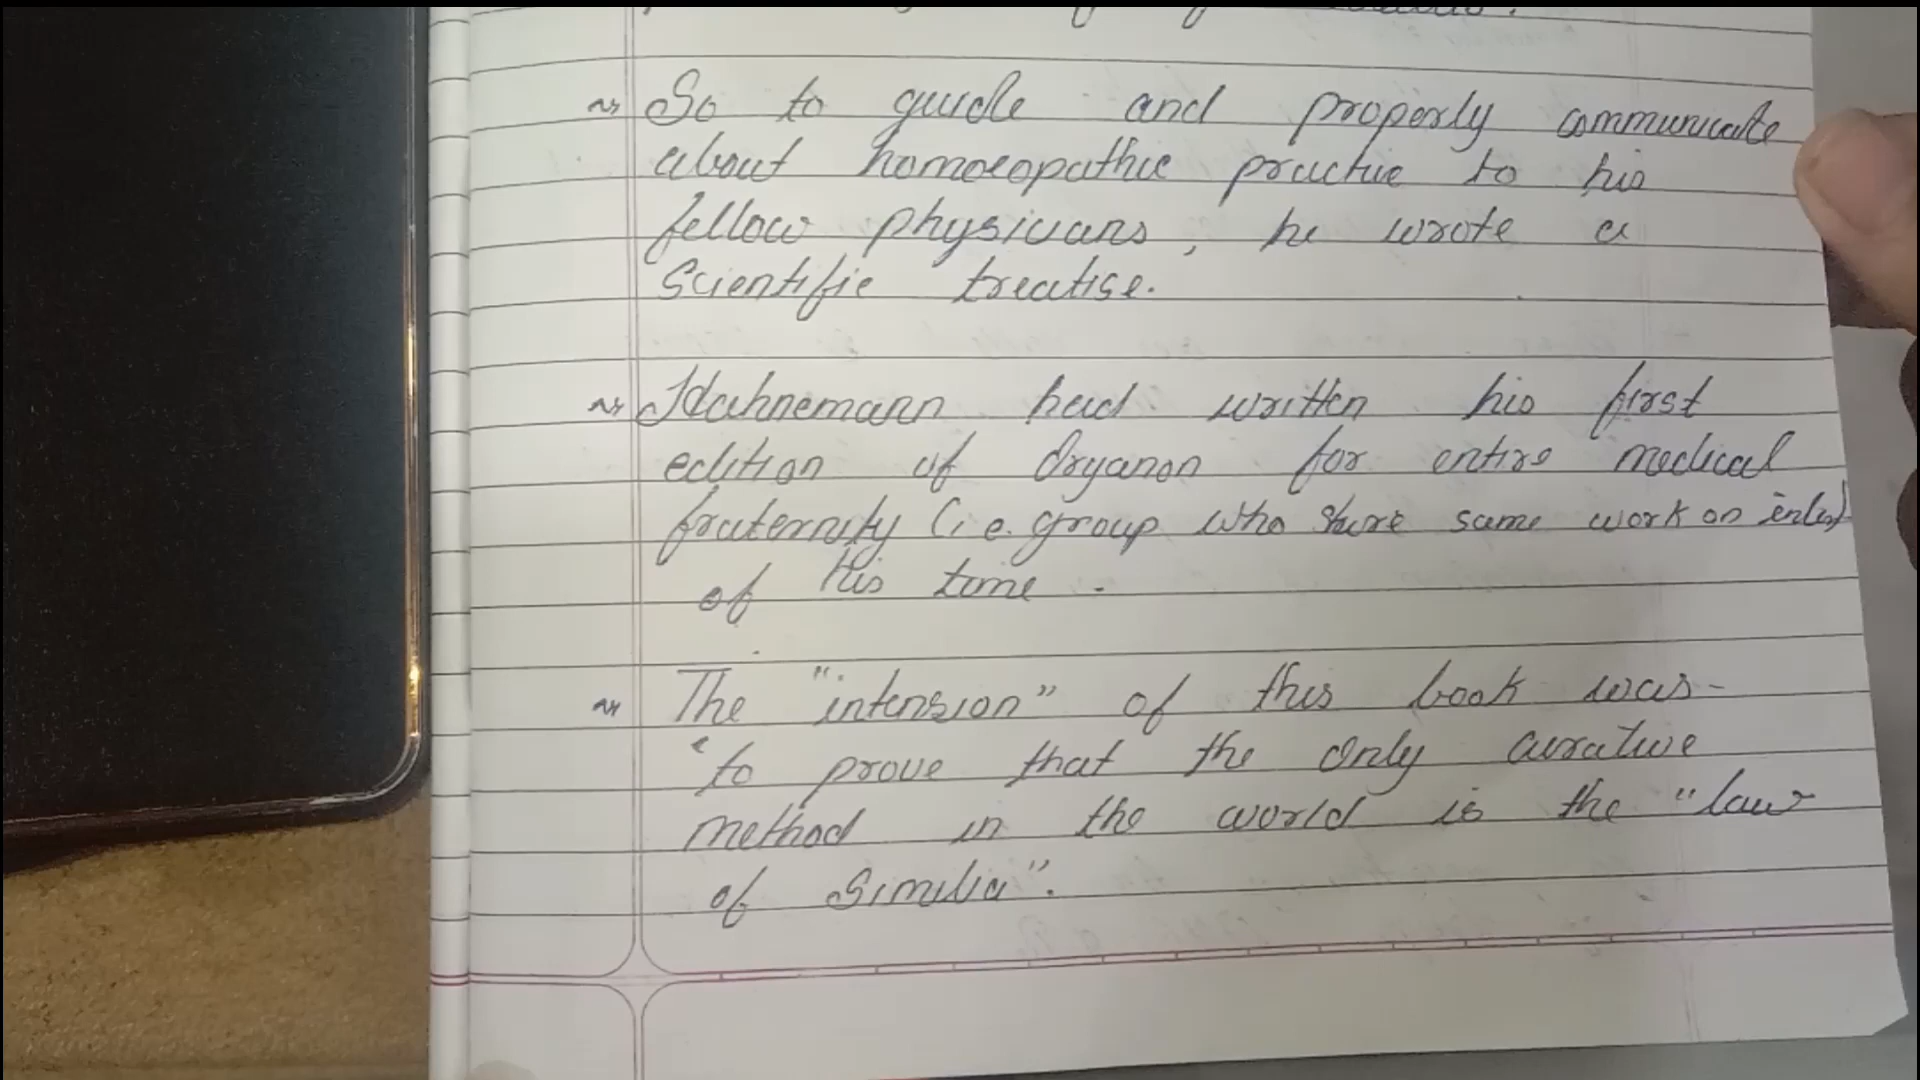 So to guide and properly communicate
about homoeopathic practice to his
fellow physicians, he wrote a
Scientific treatise.
Hahnemann had written his first
edition of Organon for entire medical
fraternity (i.e. group who share same work or
of his time.
The "intension" of this book was-
"to prove that the only curative
method in the world is the "law
of Similia".